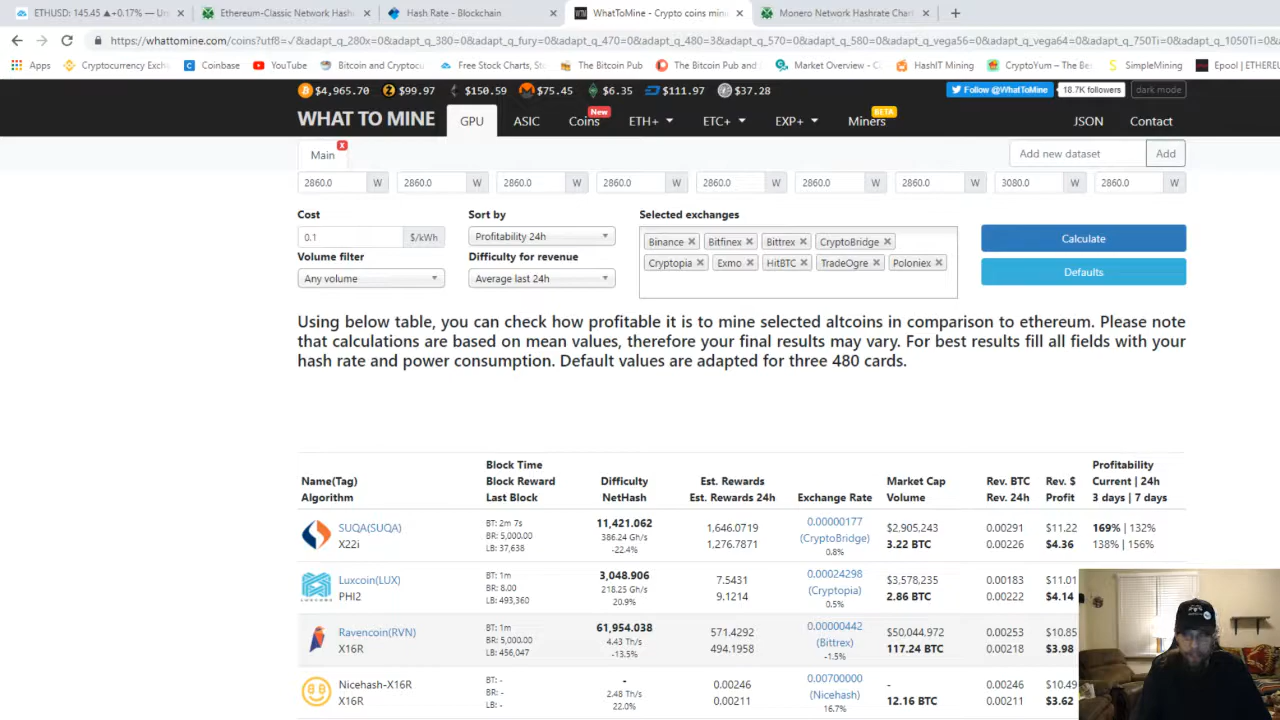 ETHUSD: 145.45 ▲+0.17% — Un
Ethereum-Classic Network Hash
Hash Rate - Blockchain
WhatToMine - Crypto coins min
Monero Network Hashrate Char
https://whattomine.com/coins?utf8=✓&adapt_q_280x=0&adapt_q_380=0&adapt_q_fury=0&adapt_q_470=0&adapt_q_480=3&adapt_q_570=0&adapt_q_580=0&adapt_q_vega56=0&adapt_q_vega64=0&adapt_q_750Ti=0&adapt_q_1050Ti=0
Apps Cryptocurrency Exch Coinbase YouTube Bitcoin and Cryptoc Free Stock Charts, St The Bitcoin Pub The Bitcoin Pub and Market Overview - C HashIT Mining CryptoYum – The Bes SimpleMining Epool | ETHERE
$4,965.70 $99.97 $150.59 $75.45 $6.35 $111.97 $37.28
Follow @WhatToMine 18.7K followers dark mode
WHAT TO MINE GPU ASIC Coins New ETH+ ETC+ EXP+ Miners BETA JSON Contact
Main x
Add new dataset Add
2860.0 W 2860.0 W 2860.0 W 2860.0 W 2860.0 W 2860.0 W 2860.0 W 3080.0 W 2860.0 W
Cost Sort by Selected exchanges
0.1 $/kWh Profitability 24h
Binance × Bitfinex × Bittrex × CryptoBridge ×
Calculate
Volume filter Difficulty for revenue
Cryptopia × Exmo × HitBTC × TradeOgre × Poloniex ×
Defaults
Any volume Average last 24h
Using below table, you can check how profitable it is to mine selected altcoins in comparison to ethereum. Please note
that calculations are based on mean values, therefore your final results may vary. For best results fill all fields with your
hash rate and power consumption. Default values are adapted for three 480 cards.
Name(Tag)
Algorithm
Block Time
Block Reward
Last Block
Difficulty
NetHash
Est. Rewards
Est. Rewards 24h
Exchange Rate
Market Cap
Volume
Rev. BTC
Rev. 24h
Rev. $
Profit
Profitability
Current | 24h
3 days | 7 days
SUQA(SUQA)
X22i
BT: 2m 7s
BR: 5,000.00
LB: 37,638
11,421.062
386.24 Gh/s
-22.4%
1,646.0719
1,276.7871
0.00000177
(CryptoBridge)
0.8%
$2,905,243
3.22 BTC
0.00291
0.00226
$11.22
$4.36
169% | 132%
138% | 156%
Luxcoin(LUX)
PHI2
BT: 1m
BR: 8.00
LB: 493,360
3,048.906
218.25 Gh/s
20.9%
7.5431
9.1214
0.00024298
(Cryptopia)
0.5%
$3,578,235
2.86 BTC
0.00183
0.00222
$11.01
$4.14
Ravencoin(RVN)
X16R
BT: 1m
BR: 5,000.00
LB: 456,047
61,954.038
4.43 Th/s
-13.5%
571.4292
494.1958
0.00000442
(Bittrex)
-1.5%
$50,044,972
117.24 BTC
0.00253
0.00218
$10.85
$3.98
Nicehash-X16R
X16R
BT: -
BR: -
LB: -
-
2.48 Th/s
22.0%
0.00246
0.00211
0.00700000
(Nicehash)
16.7%
-
12.16 BTC
0.00246
0.00211
$10.49
$3.62